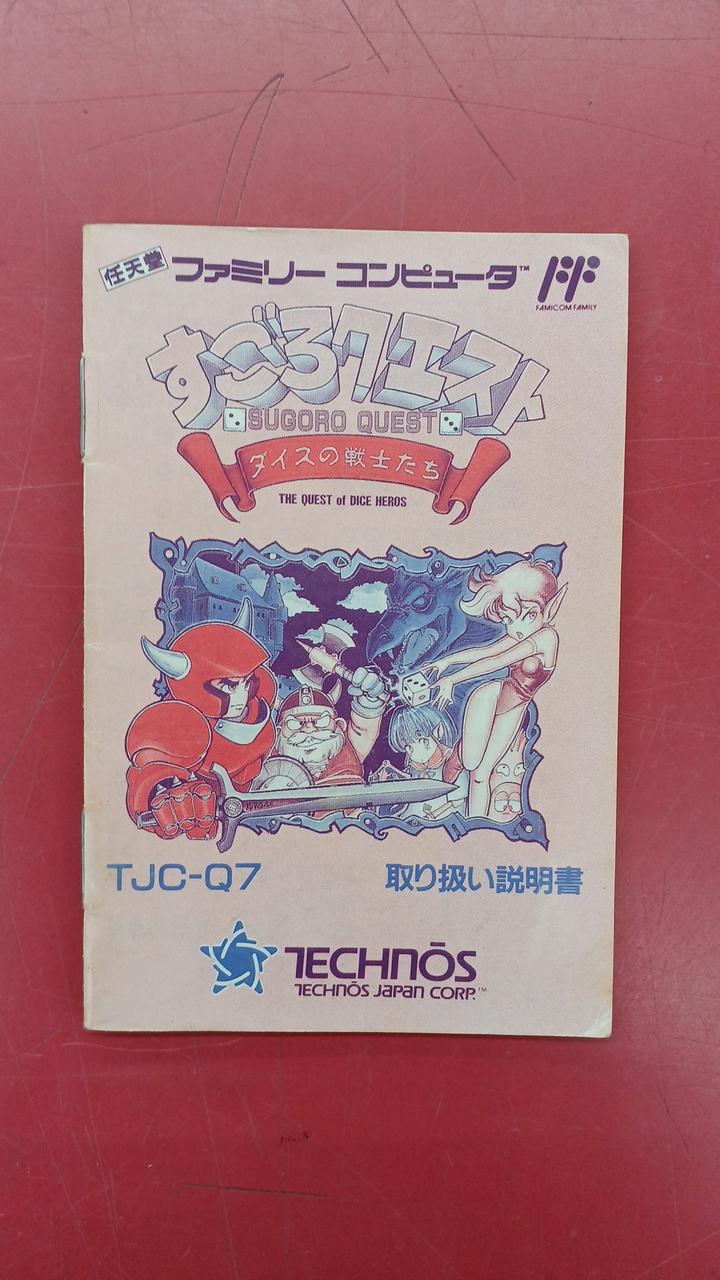 任天堂 ファミリー コンピュータ™
FAMICOM FAMILY
すごろクエスト
SUGORO QUEST
ダイスの戦士たち
THE QUEST of DICE HEROS
TJC-Q7 取り扱い説明書
TECHNŌS
TECHNŌS JAPAN CORP.™